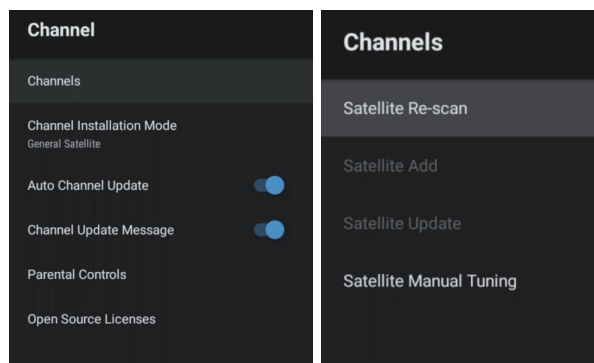 Channel
Channels
Channel Installation Mode
General Satellite
Auto Channel Update
Channel Update Message
Parental Controls
Open Source Licenses
Channels
Satellite Re-scan
Satellite Add
Satellite Update
Satellite Manual Tuning